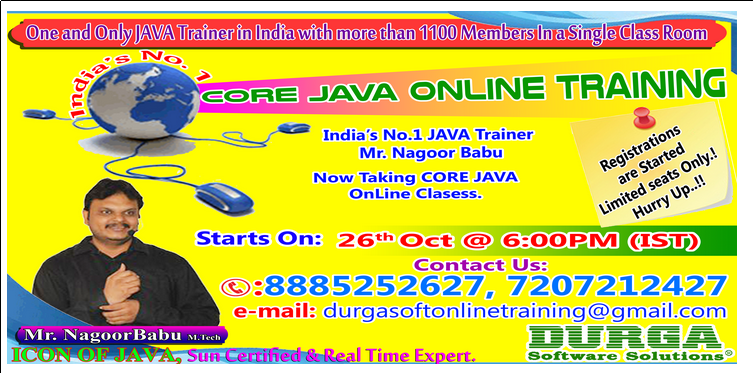 One and Only JAVA Trainer in India with more than 1100 Members In a Single Class Room
India's No. 1
CORE JAVA ONLINE TRAINING
India's No.1 JAVA Trainer
Mr. Nagoor Babu
Now Taking CORE JAVA
OnLine Clasess.
Registrations
are Started
Limited seats Only.!
Hurry Up..!!
Starts On: 26th Oct @ 6:00PM (IST)
Contact Us:
:8885252627, 7207212427
e-mail: durgasoftonlinetraining@gmail.com
Mr. NagoorBabu M.Tech
ICON OF JAVA, Sun Certified & Real Time Expert.
DURGA
Software Solutions®